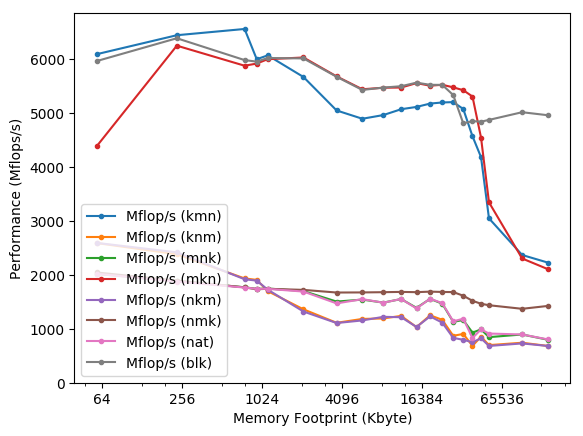 6000
5000
4000
3000
2000
1000
0
Performance (Mflops/s)
Mflop/s (kmn)
Mflop/s (knm)
Mflop/s (mnk)
Mflop/s (mkn)
Mflop/s (nkm)
Mflop/s (nmk)
Mflop/s (nat)
Mflop/s (blk)
64 256 1024 4096 16384 65536
Memory Footprint (Kbyte)